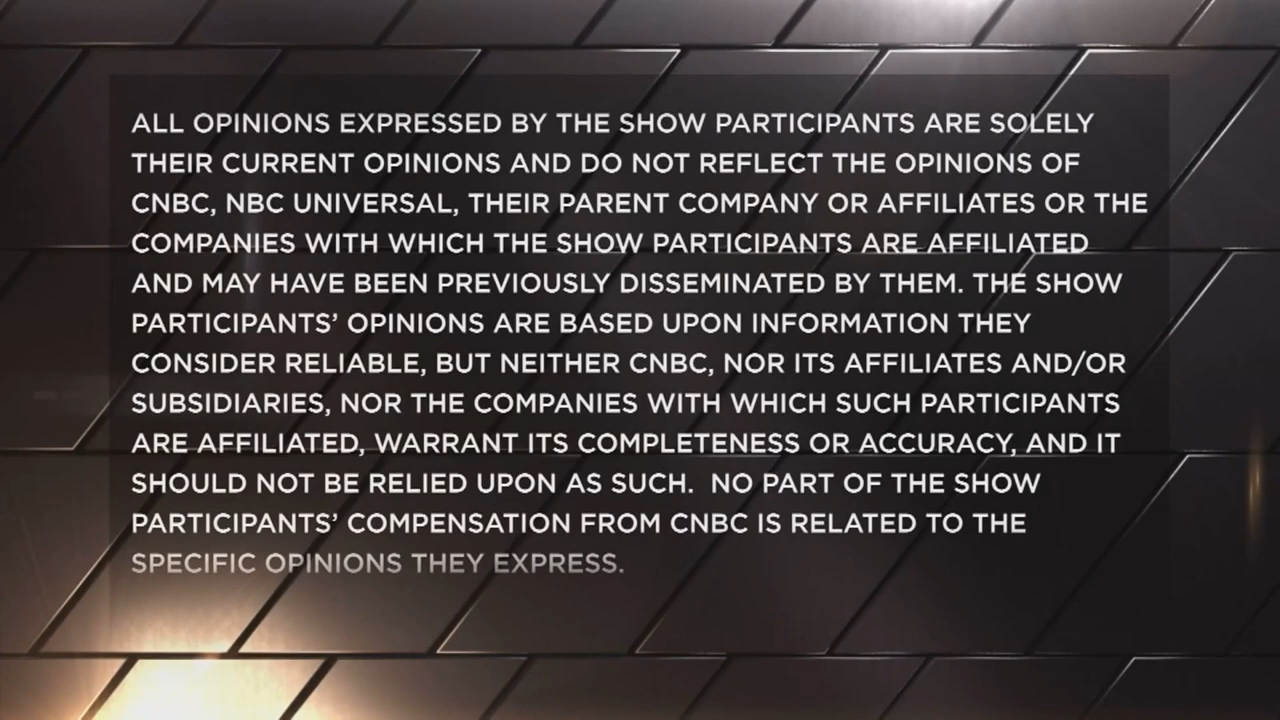 ALL OPINIONS EXPRESSED BY THE SHOW PARTICIPANTS ARE SOLELY
THEIR CURRENT OPINIONS AND DO NOT REFLECT THE OPINIONS OF
CNBC, NBC UNIVERSAL, THEIR PARENT COMPANY OR AFFILIATES OR THE
COMPANIES WITH WHICH THE SHOW PARTICIPANTS ARE AFFILIATED
AND MAY HAVE BEEN PREVIOUSLY DISSEMINATED BY THEM. THE SHOW
PARTICIPANTS’ OPINIONS ARE BASED UPON INFORMATION THEY
CONSIDER RELIABLE, BUT NEITHER CNBC, NOR ITS AFFILIATES AND/OR
SUBSIDIARIES, NOR THE COMPANIES WITH WHICH SUCH PARTICIPANTS
ARE AFFILIATED, WARRANT ITS COMPLETENESS OR ACCURACY, AND IT
SHOULD NOT BE RELIED UPON AS SUCH.  NO PART OF THE SHOW
PARTICIPANTS’ COMPENSATION FROM CNBC IS RELATED TO THE
SPECIFIC OPINIONS THEY EXPRESS.